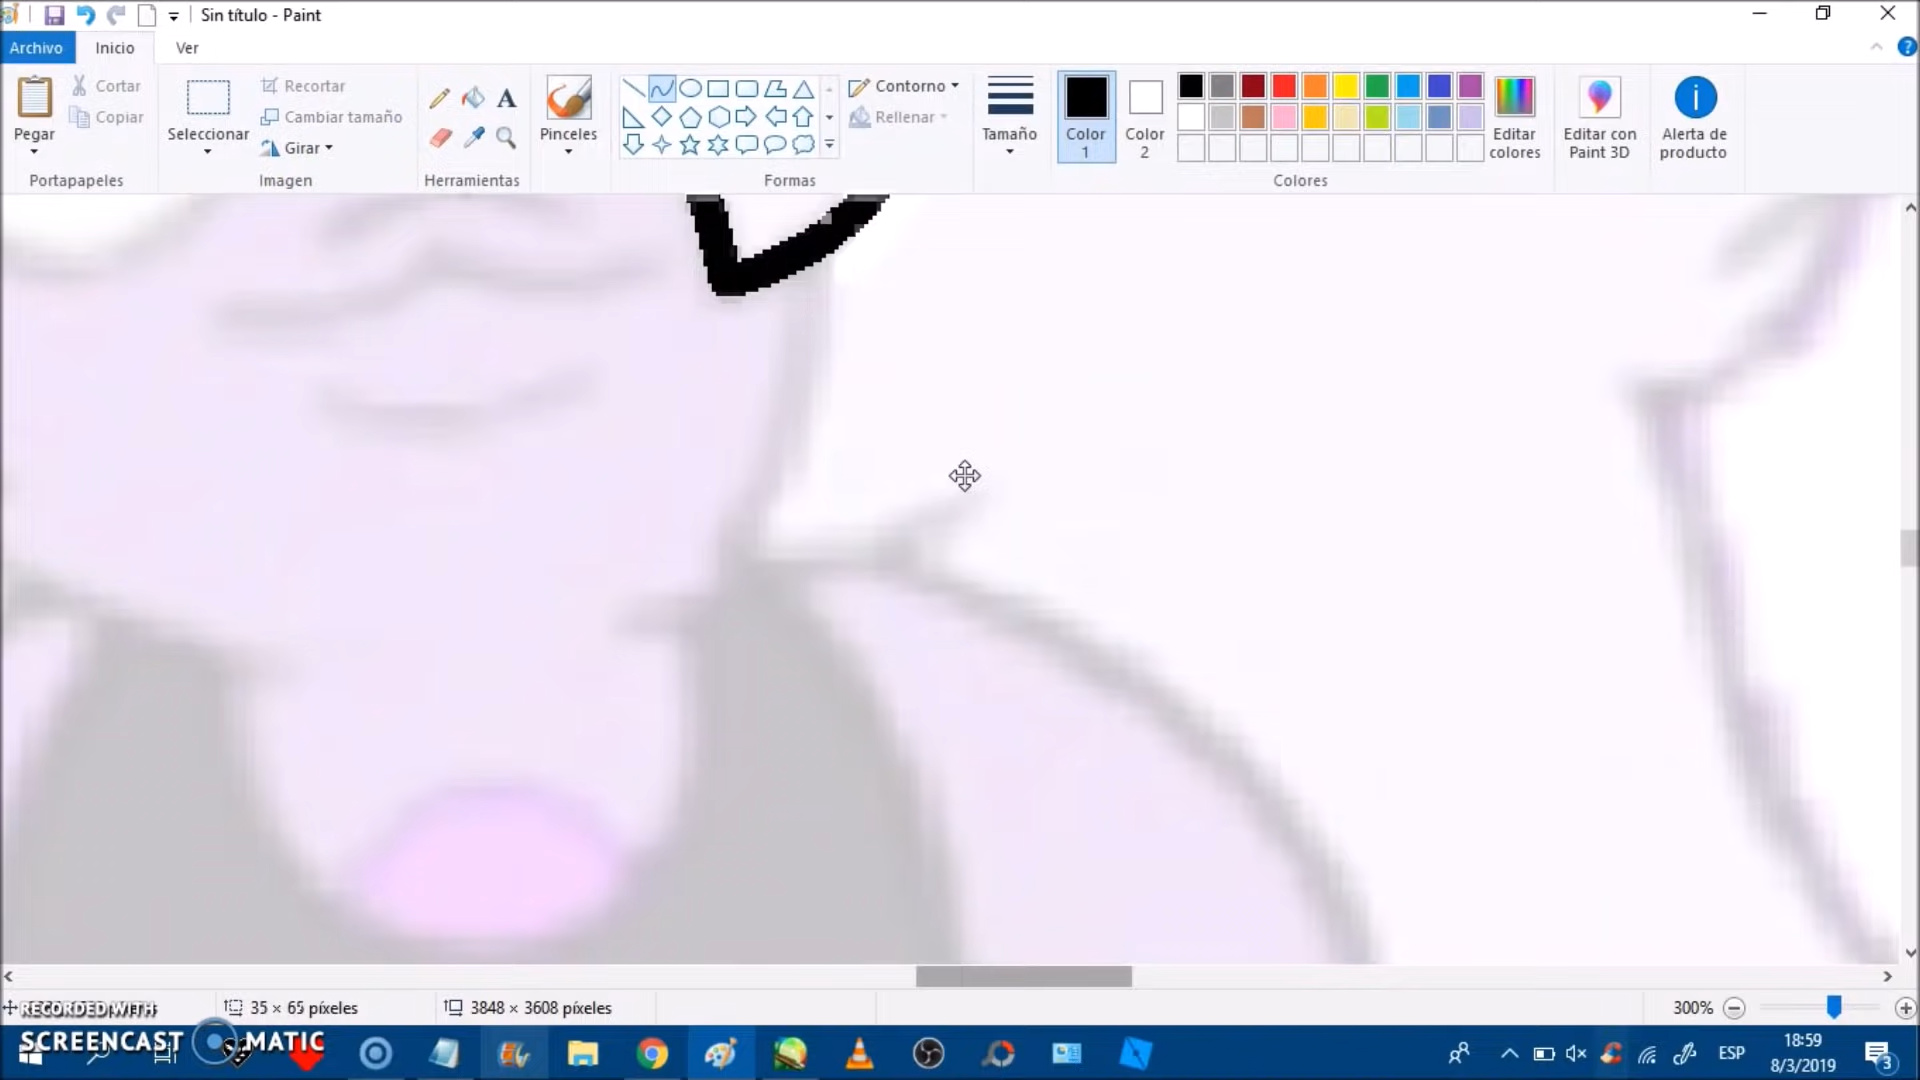 Sin título - Paint
Archivo Inicio Ver
Pegar
Cortar
Copiar
Portapapeles
Seleccionar
Recortar
Cambiar tamaño
Girar
Imagen
A
Herramientas
Pinceles
Formas
Contorno
Rellenar
Tamaño
Color
1
Color
2
Colores
Editar
colores
Editar con
Paint 3D
Alerta de
producto
35 × 65 píxeles
3848 × 3608 píxeles
300%
RECORDED WITH
SCREENCAST MATIC
ESP
18:59
8/3/2019
3